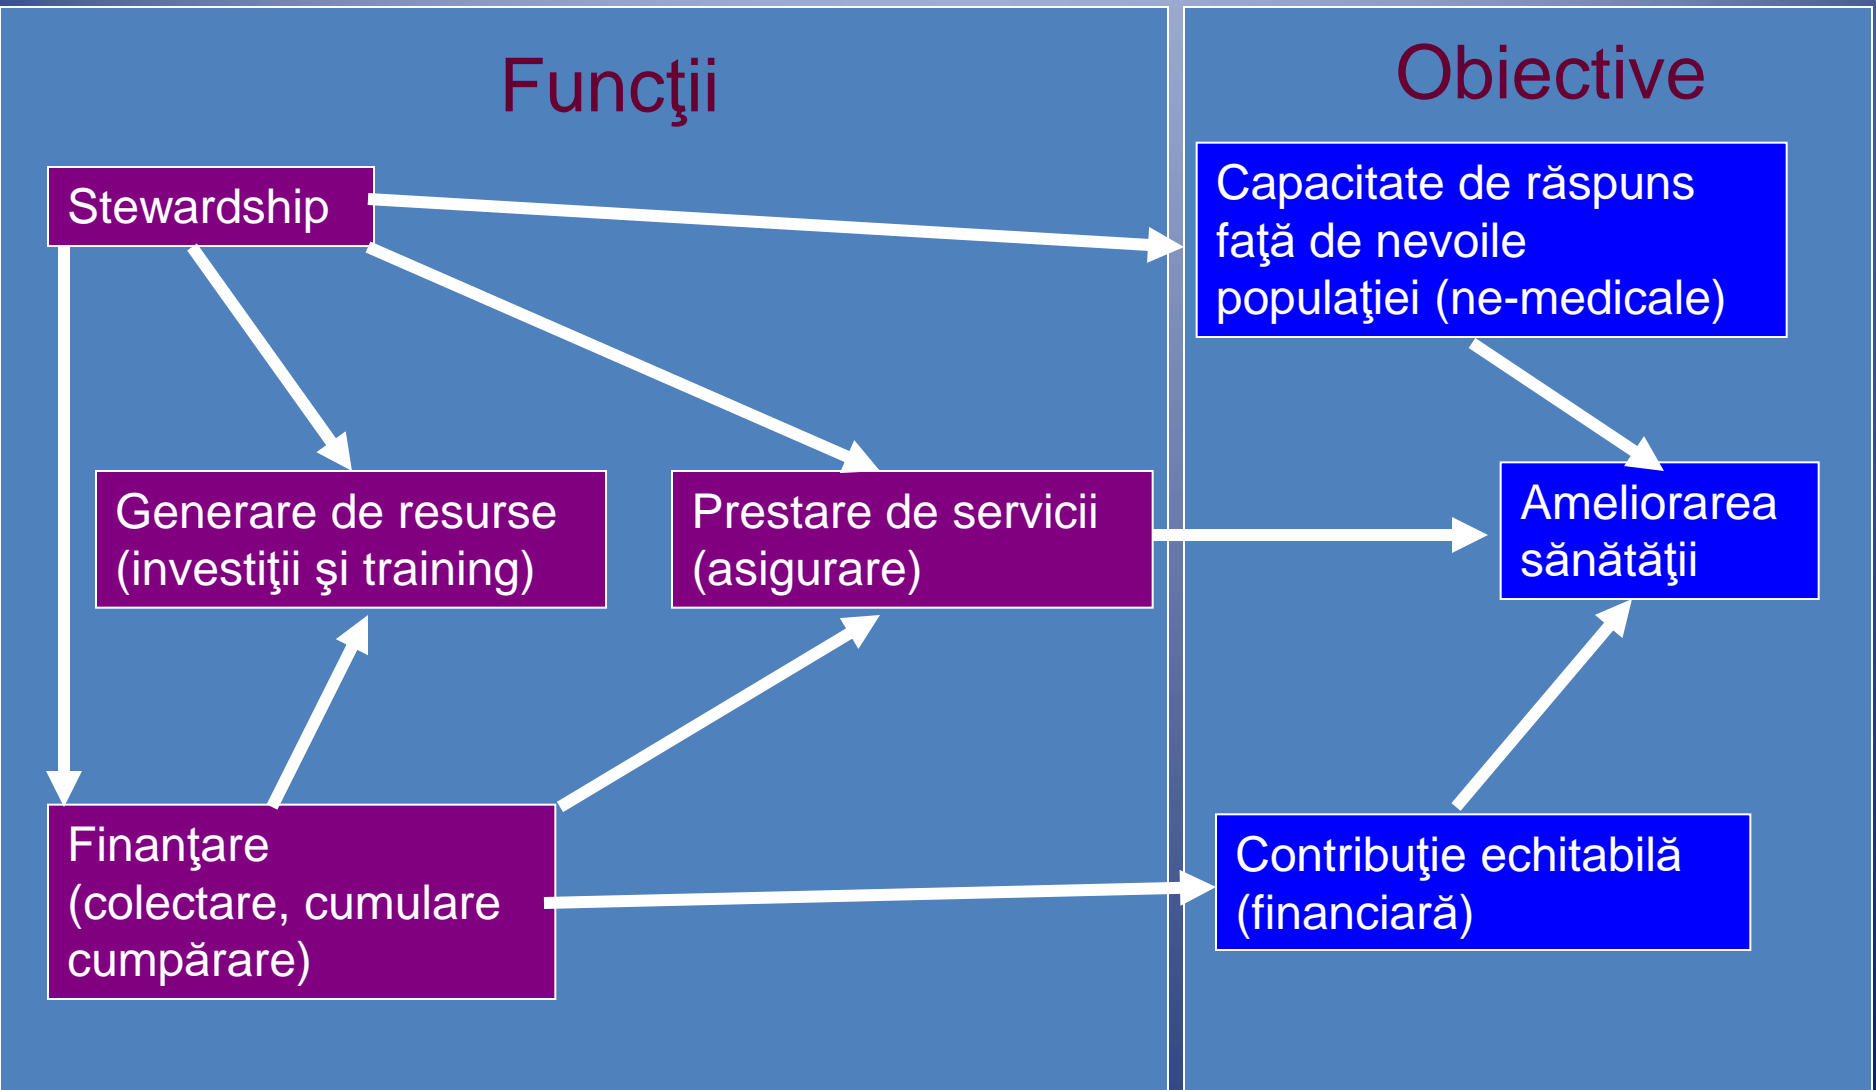 Funcţii
Stewardship
Generare de resurse
(investiţii şi training)
Prestare de servicii
(asigurare)
Finanţare
(colectare, cumulare
cumpărare)
Obiective
Capacitate de răspuns
faţă de nevoile
populaţiei (ne-medicale)
Ameliorarea
sănătăţii
Contribuţie echitabilă
(financiară)